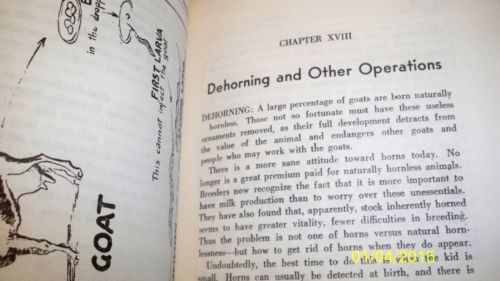 E
in the dropp
FIRST LARVA
This cannot infect the goat
GOAT
CHAPTER XVIII
Dehorning and Other Operations
DEHORNING: A large percentage of goats are born naturally
hornless. Those not so fortunate must have these useless
ornaments removed, as their full development detracts from
the value of the animal and endangers other goats and
people who may work with the goats.
There is a more sane attitude toward horns today. No
longer is a great premium paid for naturally hornless animals.
Breeders now recognize the fact that it is more important to
have milk production than to worry over these unessentials.
They have also found that, apparently, stock inherently horned
seems to have greater vitality, fewer difficulties in breeding.
Thus the problem is not one of horns versus natural horn-
lessness—but how to get rid of horns when they do appear.
Undoubtedly, the best time to do this is when the kid is
small. Horns can usually be detected at birth, and there is
01/04/2016